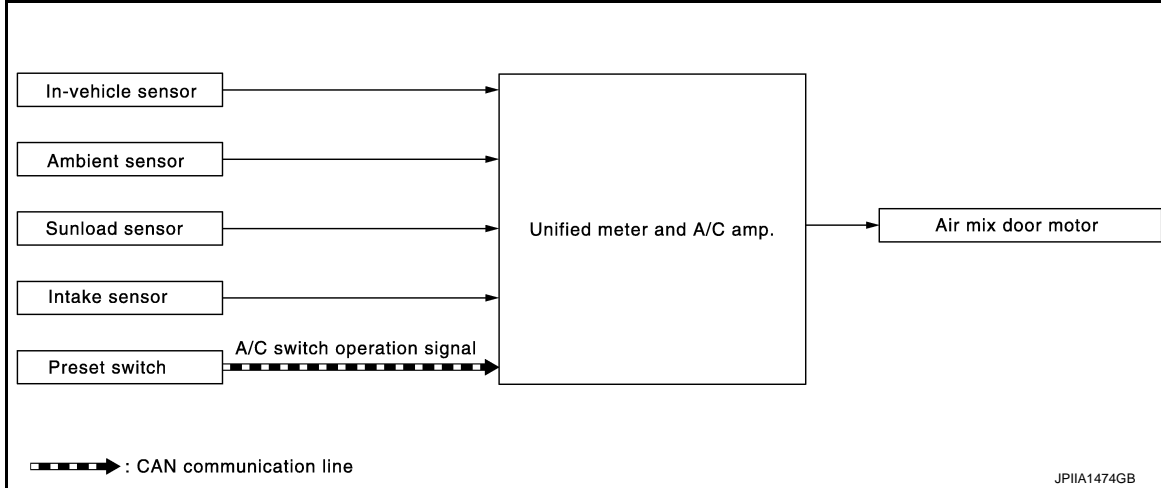 In-vehicle sensor
Ambient sensor
Sunload sensor
Intake sensor
Preset switch
A/C switch operation signal
Unified meter and A/C amp.
Air mix door motor
: CAN communication line
JPIIA1474GB